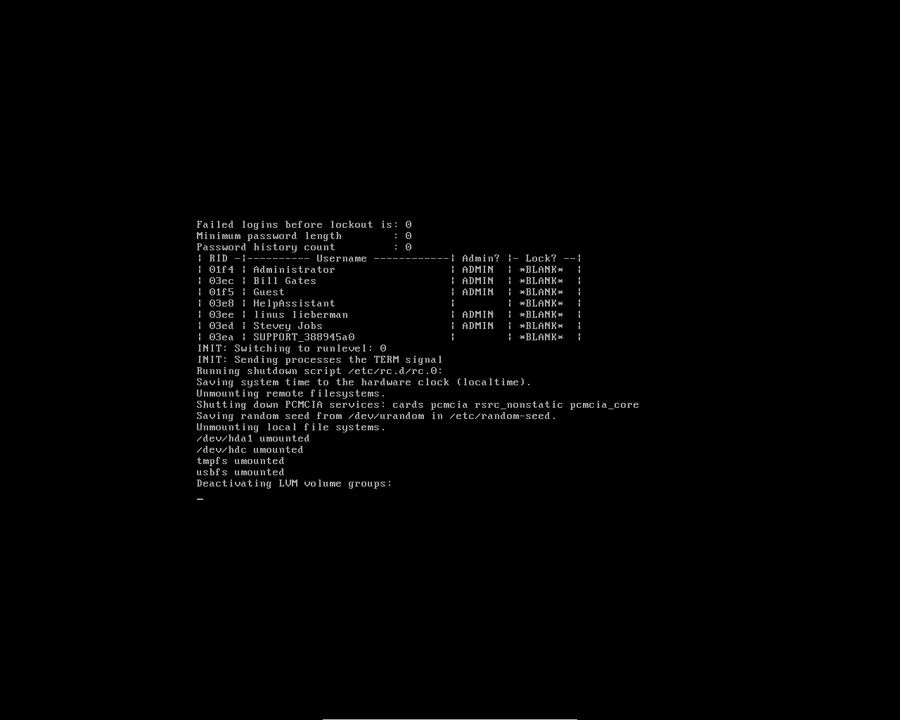 Failed logins before lockout is: 0
Minimum password length        : 0
Password history count         : 0
| RID -|---------- Username ------------| Admin? |- Lock? --|
| 01f4 | Administrator                  | ADMIN  | *BLANK*  |
| 03ec | Bill Gates                     | ADMIN  | *BLANK*  |
| 01f5 | Guest                          | ADMIN  | *BLANK*  |
| 03e8 | HelpAssistant                  |        | *BLANK*  |
| 03ee | linus lieberman                | ADMIN  | *BLANK*  |
| 03ed | Stevey Jobs                    | ADMIN  | *BLANK*  |
| 03ea | SUPPORT_388945a0               |        | *BLANK*  |
INIT: Switching to runlevel: 0
INIT: Sending processes the TERM signal
Running shutdown script /etc/rc.d/rc.0:
Saving system time to the hardware clock (localtime).
Unmounting remote filesystems.
Shutting down PCMCIA services: cards pcmcia rsrc_nonstatic pcmcia_core
Saving random seed from /dev/urandom in /etc/random-seed.
Unmounting local file systems.
/dev/hda1 umounted
/dev/hdc umounted
tmpfs umounted
usbfs umounted
Deactivating LVM volume groups:
_